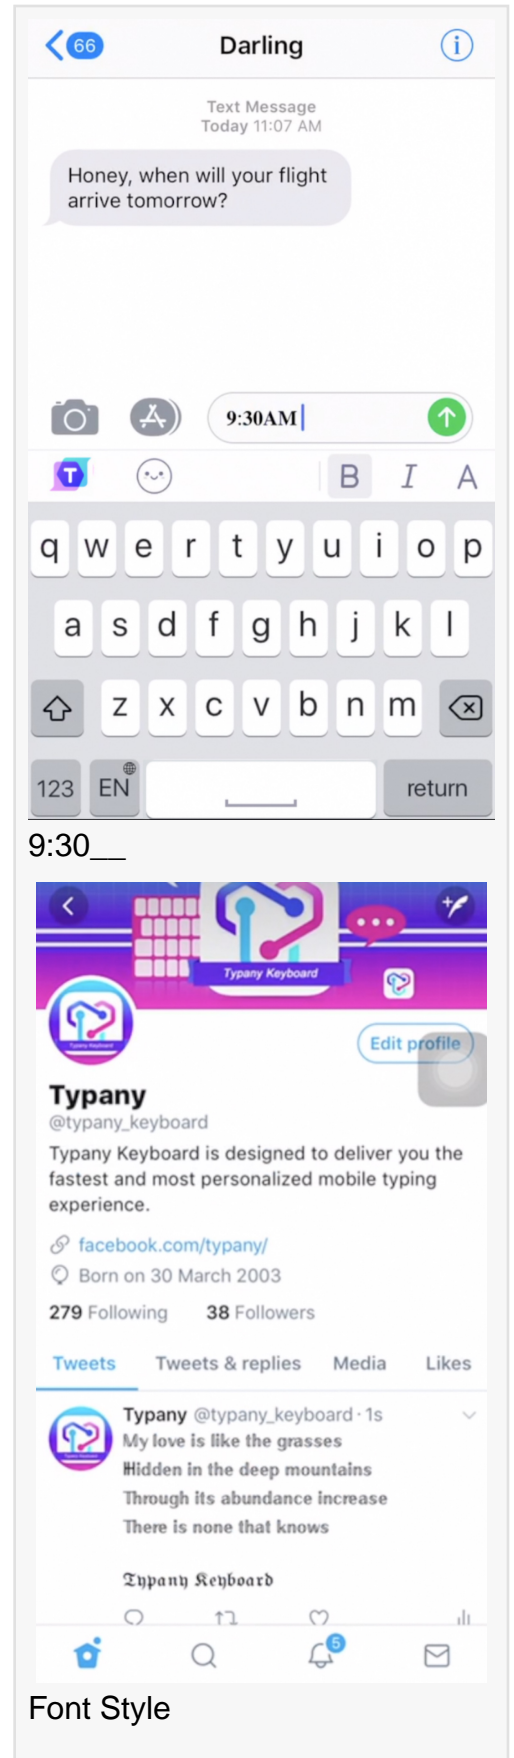 66
Darling
i
Text Message
Today 11:07 AM
Honey, when will your flight
arrive tomorrow?
9:30AM
T
B I A
q w e r t y u i o p
a s d f g h j k l
z x c v b n m
123 EN return
9:30__
Typany Keyboard
Edit profile
Typany
@typany_keyboard
Typany Keyboard is designed to deliver you the
fastest and most personalized mobile typing
experience.
facebook.com/typany/
Born on 30 March 2003
279 Following 38 Followers
Tweets Tweets & replies Media Likes
Typany @typany_keyboard · 1s
My love is like the grasses
Hidden in the deep mountains
Through its abundance increase
There is none that knows
Typany Keyboard
5
Font Style